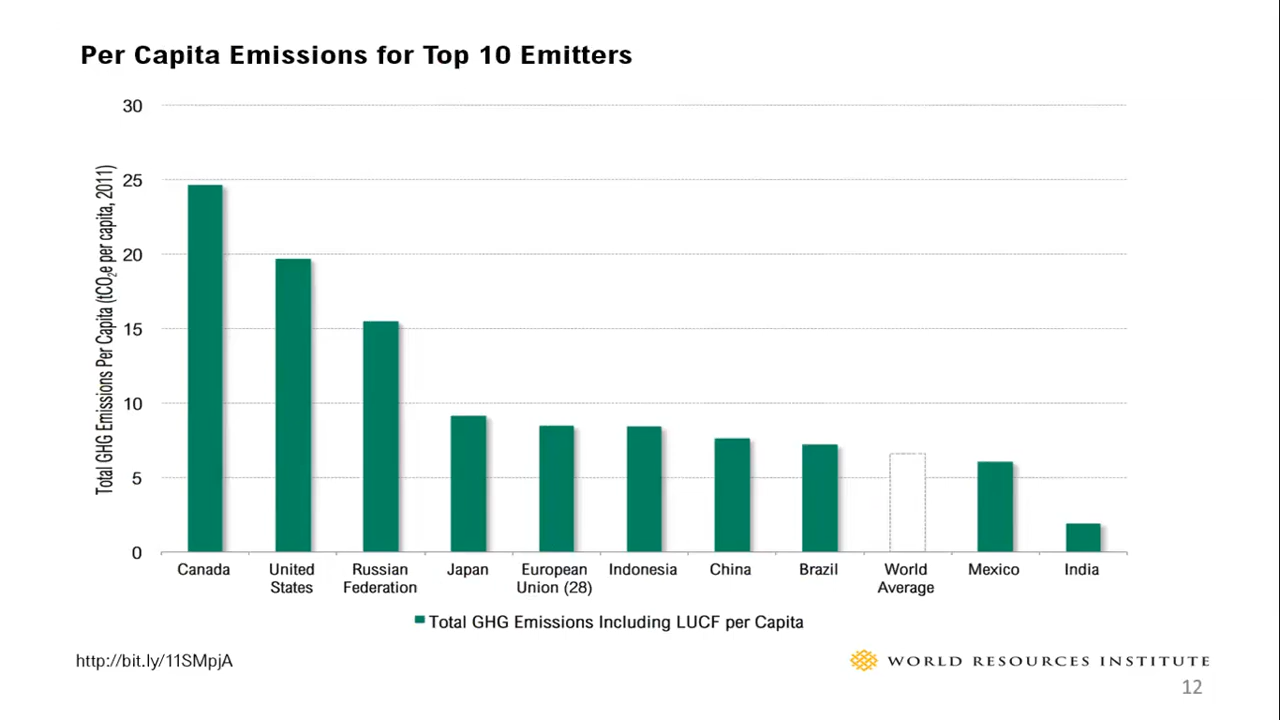 Per Capita Emissions for Top 10 Emitters
Total GHG Emissions Per Capita (tCO₂e per capita, 2011)
30
25
20
15
10
5
0
Canada
United
States
Russian
Federation
Japan
European
Union (28)
Indonesia
China
Brazil
World
Average
Mexico
India
Total GHG Emissions Including LUCF per Capita
http://bit.ly/11SMpjA
WORLD RESOURCES INSTITUTE
12